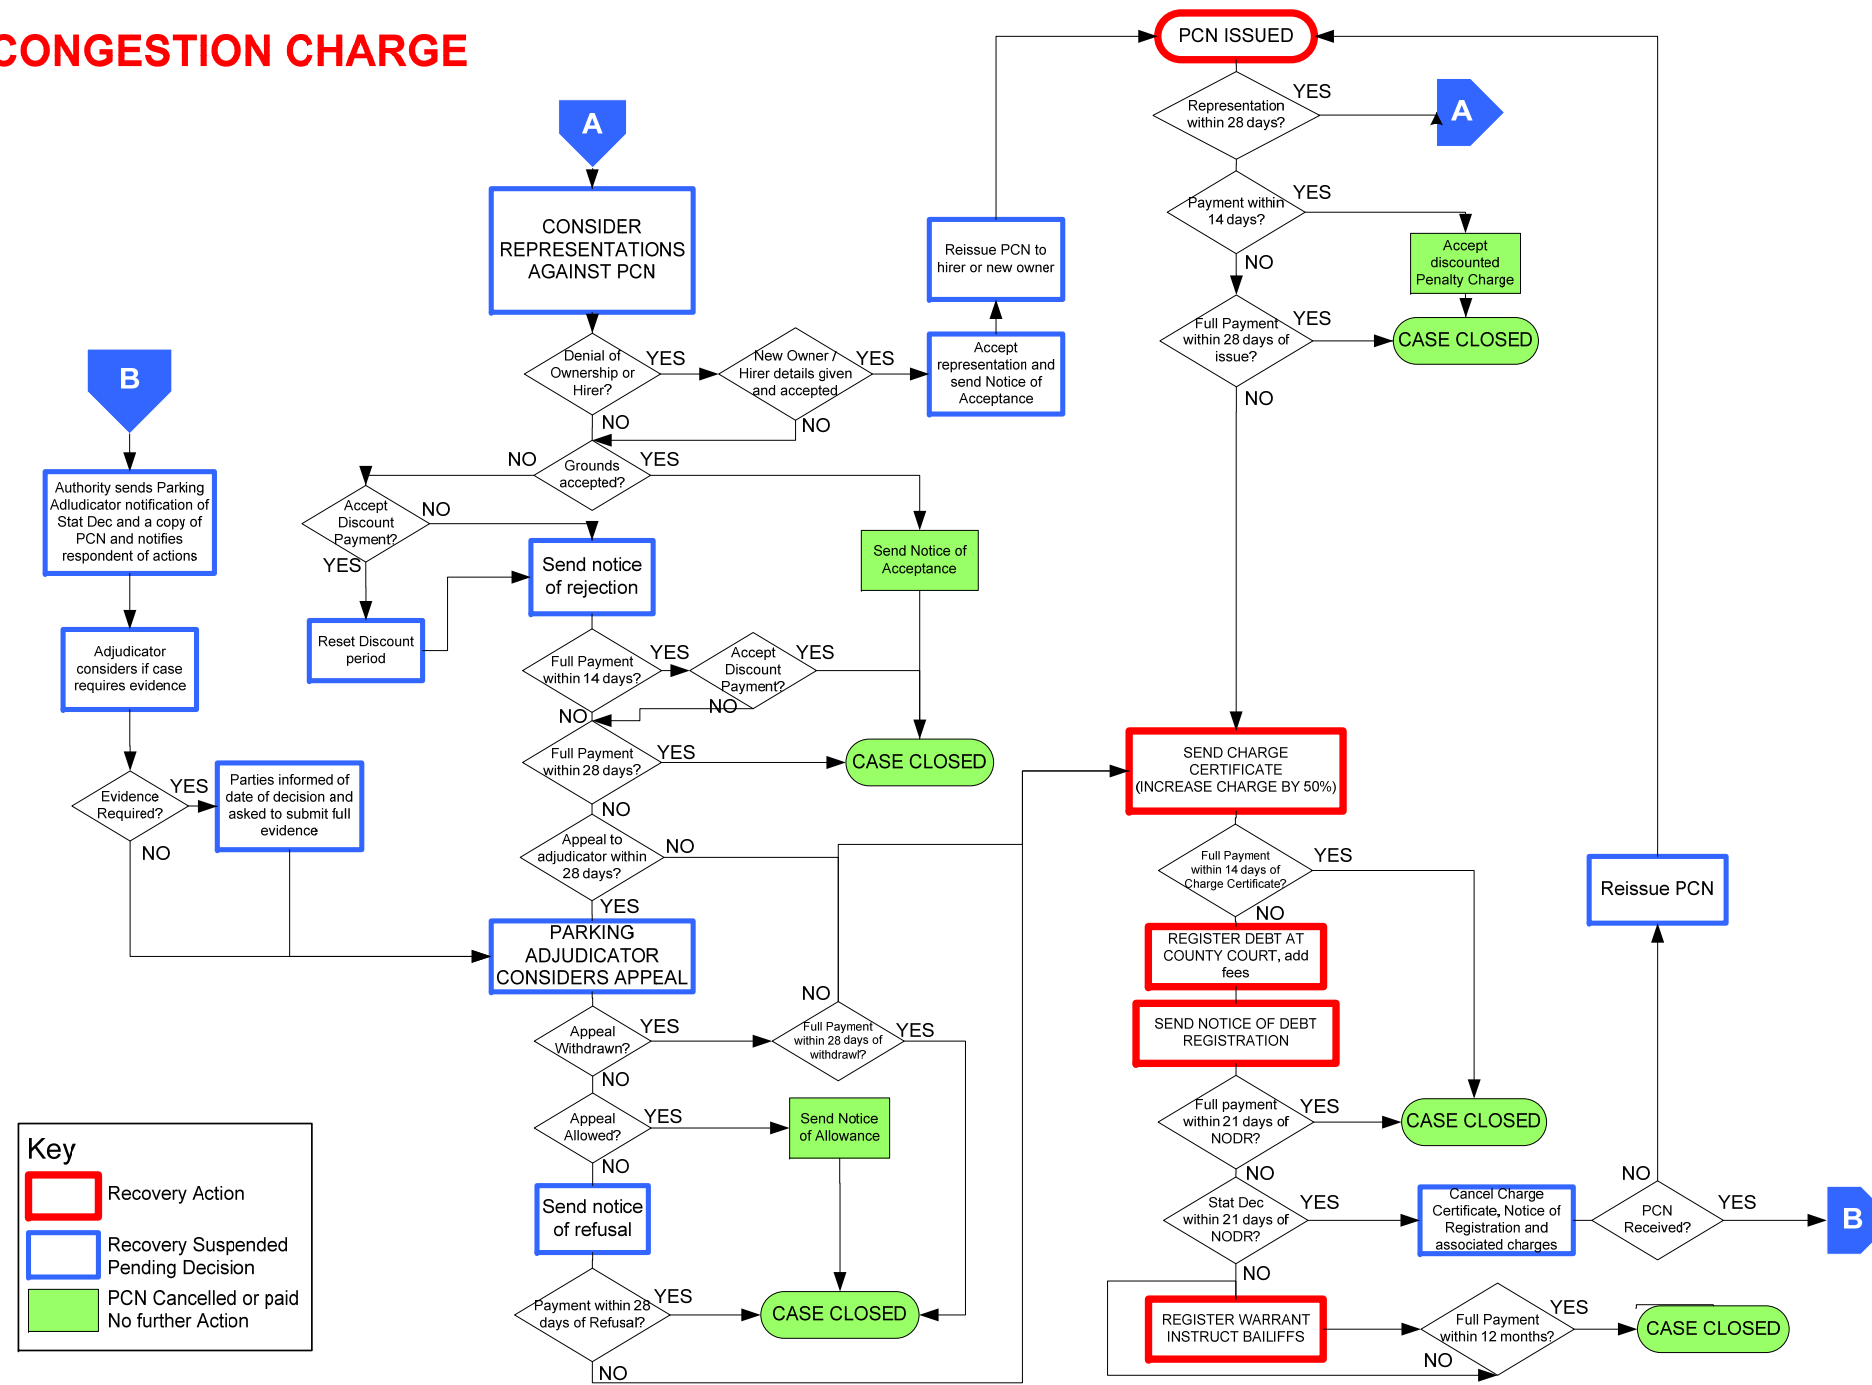 CONGESTION CHARGE
PCN ISSUED
Representation
within 28 days?
YES
A
Payment within
14 days?
YES
NO
Accept
discounted
Penalty Charge
Full Payment
within 28 days of
issue?
YES
NO
CASE CLOSED
A
CONSIDER
REPRESENTATIONS
AGAINST PCN
Denial of
Ownership or
Hirer?
YES
NO
New Owner /
Hirer details given
and accepted
YES
NO
Accept
representation and
send Notice of
Acceptance
Reissue PCN to
hirer or new owner
Grounds
accepted?
NO
YES
Accept
Discount
Payment?
NO
YES
Reset Discount
period
Send notice
of rejection
Send Notice of
Acceptance
Full Payment
within 14 days?
YES
NO
Accept
Discount
Payment?
YES
NO
Full Payment
within 28 days?
YES
NO
CASE CLOSED
Appeal to
adjudicator within
28 days?
NO
YES
PARKING
ADJUDICATOR
CONSIDERS APPEAL
Appeal
Withdrawn?
YES
NO
Full Payment
within 28 days of
withdrawl?
NO
YES
Appeal
Allowed?
YES
NO
Send Notice
of Allowance
Send notice
of refusal
Payment within 28
days of Refusal?
YES
NO
CASE CLOSED
B
Authority sends Parking
Adludicator notification of
Stat Dec and a copy of
PCN and notifies
respondent of actions
Adjudicator
considers if case
requires evidence
Evidence
Required?
YES
NO
Parties informed of
date of decision and
asked to submit full
evidence
SEND CHARGE
CERTIFICATE
(INCREASE CHARGE BY 50%)
Full Payment
within 14 days of
Charge Certificate?
YES
NO
REGISTER DEBT AT
COUNTY COURT, add
fees
SEND NOTICE OF DEBT
REGISTRATION
Full payment
within 21 days of
NODR?
YES
NO
CASE CLOSED
Stat Dec
within 21 days of
NODR?
YES
NO
Cancel Charge
Certificate, Notice of
Registration and
associated charges
PCN
Received?
NO
YES
B
Reissue PCN
REGISTER WARRANT
INSTRUCT BAILIFFS
Full Payment
within 12 months?
YES
NO
CASE CLOSED
Key
Recovery Action
Recovery Suspended
Pending Decision
PCN Cancelled or paid
No further Action